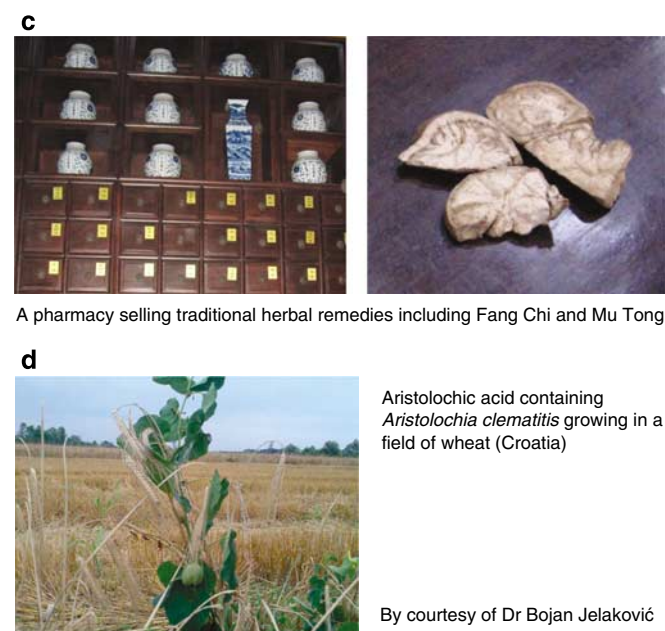 c
A pharmacy selling traditional herbal remedies including Fang Chi and Mu Tong
d
Aristolochic acid containing
Aristolochia clematitis growing in a
field of wheat (Croatia)
By courtesy of Dr Bojan Jelaković